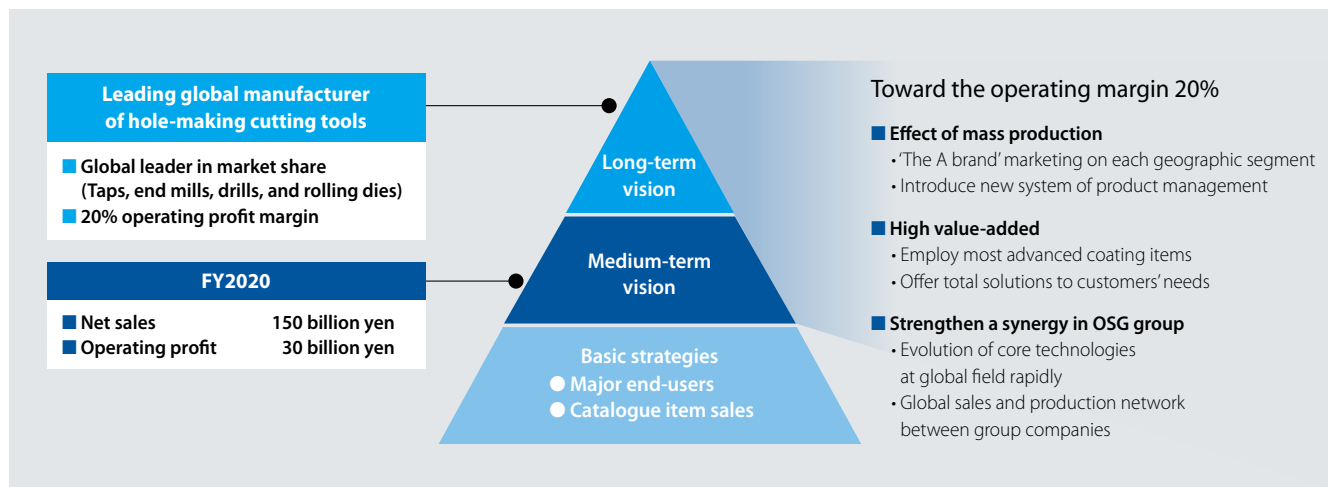 Leading global manufacturer
of hole-making cutting tools
■ Global leader in market share
(Taps, end mills, drills, and rolling dies)
■ 20% operating profit margin
FY2020
■ Net sales 150 billion yen
■ Operating profit 30 billion yen
Long-term
vision
Medium-term
vision
Basic strategies
● Major end-users
● Catalogue item sales
Toward the operating margin 20%
■ Effect of mass production
• ‘The A brand’ marketing on each geographic segment
• Introduce new system of product management
■ High value-added
• Employ most advanced coating items
• Offer total solutions to customers’ needs
■ Strengthen a synergy in OSG group
• Evolution of core technologies
at global field rapidly
• Global sales and production network
between group companies